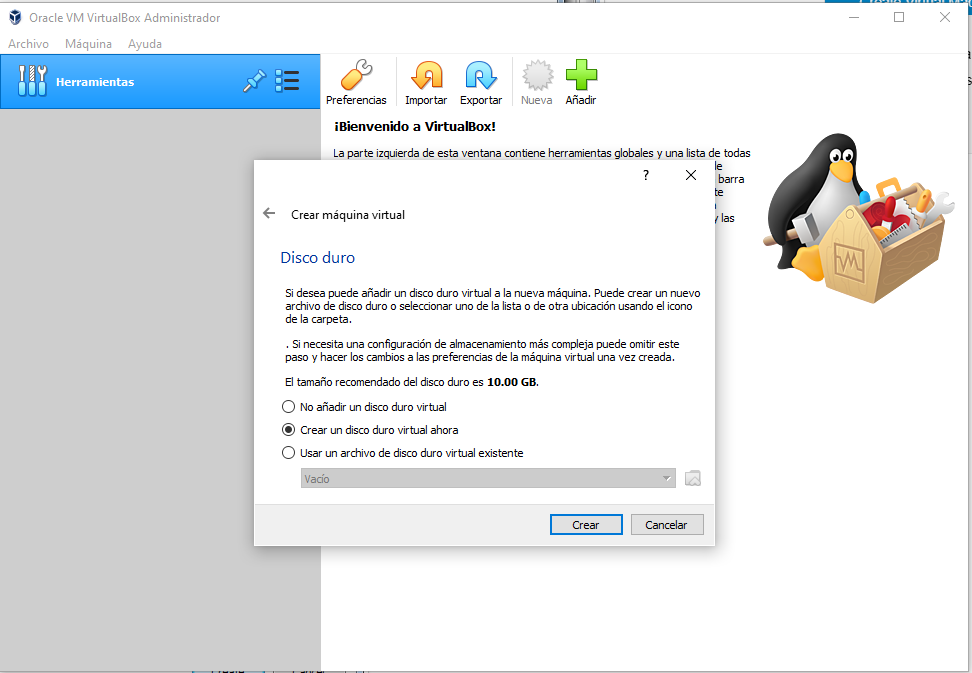 Oracle VM VirtualBox Administrador
Archivo Máquina Ayuda
Herramientas
Preferencias Importar Exportar Nueva Añadir
¡Bienvenido a VirtualBox!
La parte izquierda de esta ventana contiene herramientas globales y una lista de todas
barra
y las
?
Crear máquina virtual
Disco duro
Si desea puede añadir un disco duro virtual a la nueva máquina. Puede crear un nuevo
archivo de disco duro o seleccionar uno de la lista o de otra ubicación usando el icono
de la carpeta.
. Si necesita una configuración de almacenamiento más compleja puede omitir este
paso y hacer los cambios a las preferencias de la máquina virtual una vez creada.
El tamaño recomendado del disco duro es 10.00 GB.
No añadir un disco duro virtual
Crear un disco duro virtual ahora
Usar un archivo de disco duro virtual existente
Vacío
Crear Cancelar